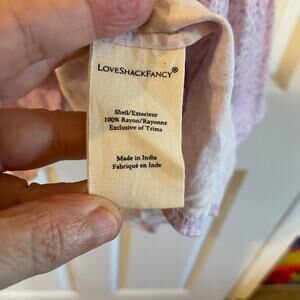 LoveShackFancy®
Shell/Exterieur
100% Rayon/Rayonne
Exclusive of Trims
Made in India
Fabriqué en Inde